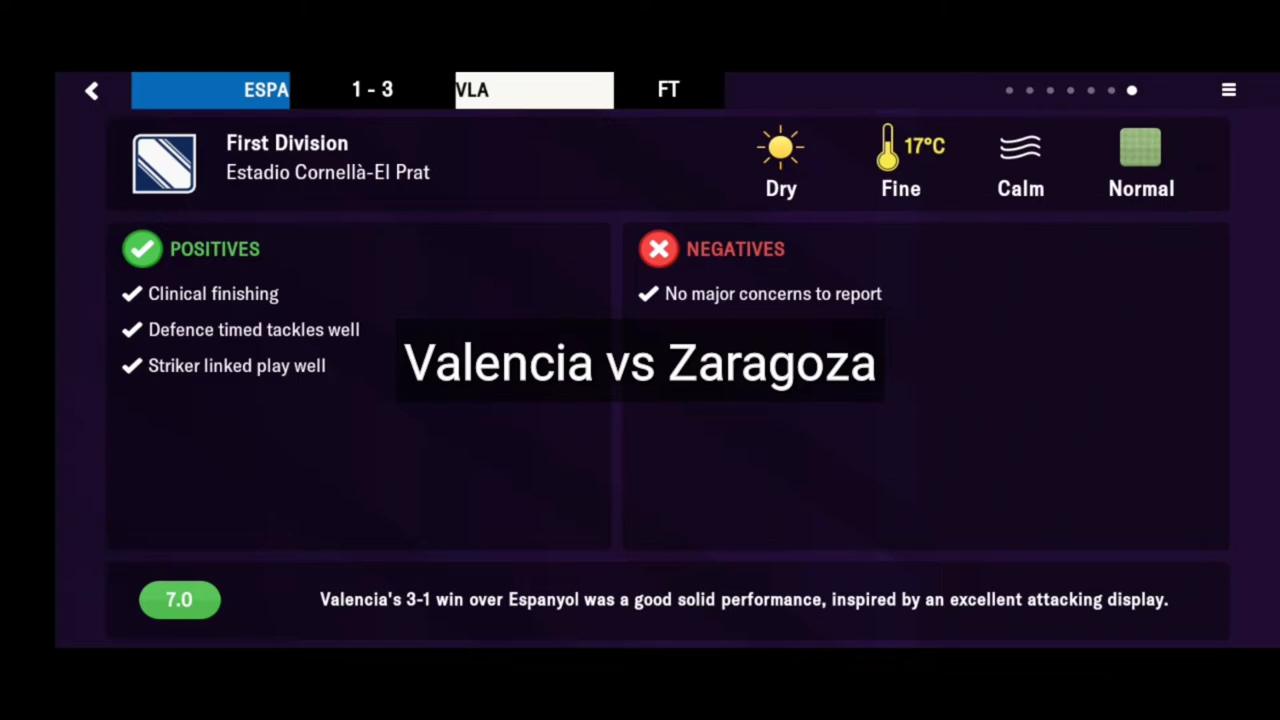 ESPA 1 - 3 VLA FT
First Division
Estadio Cornellà-El Prat
17°C
Dry Fine Calm Normal
POSITIVES
Clinical finishing
Defence timed tackles well
Striker linked play well
NEGATIVES
No major concerns to report
Valencia vs Zaragoza
7.0 Valencia's 3-1 win over Espanyol was a good solid performance, inspired by an excellent attacking display.